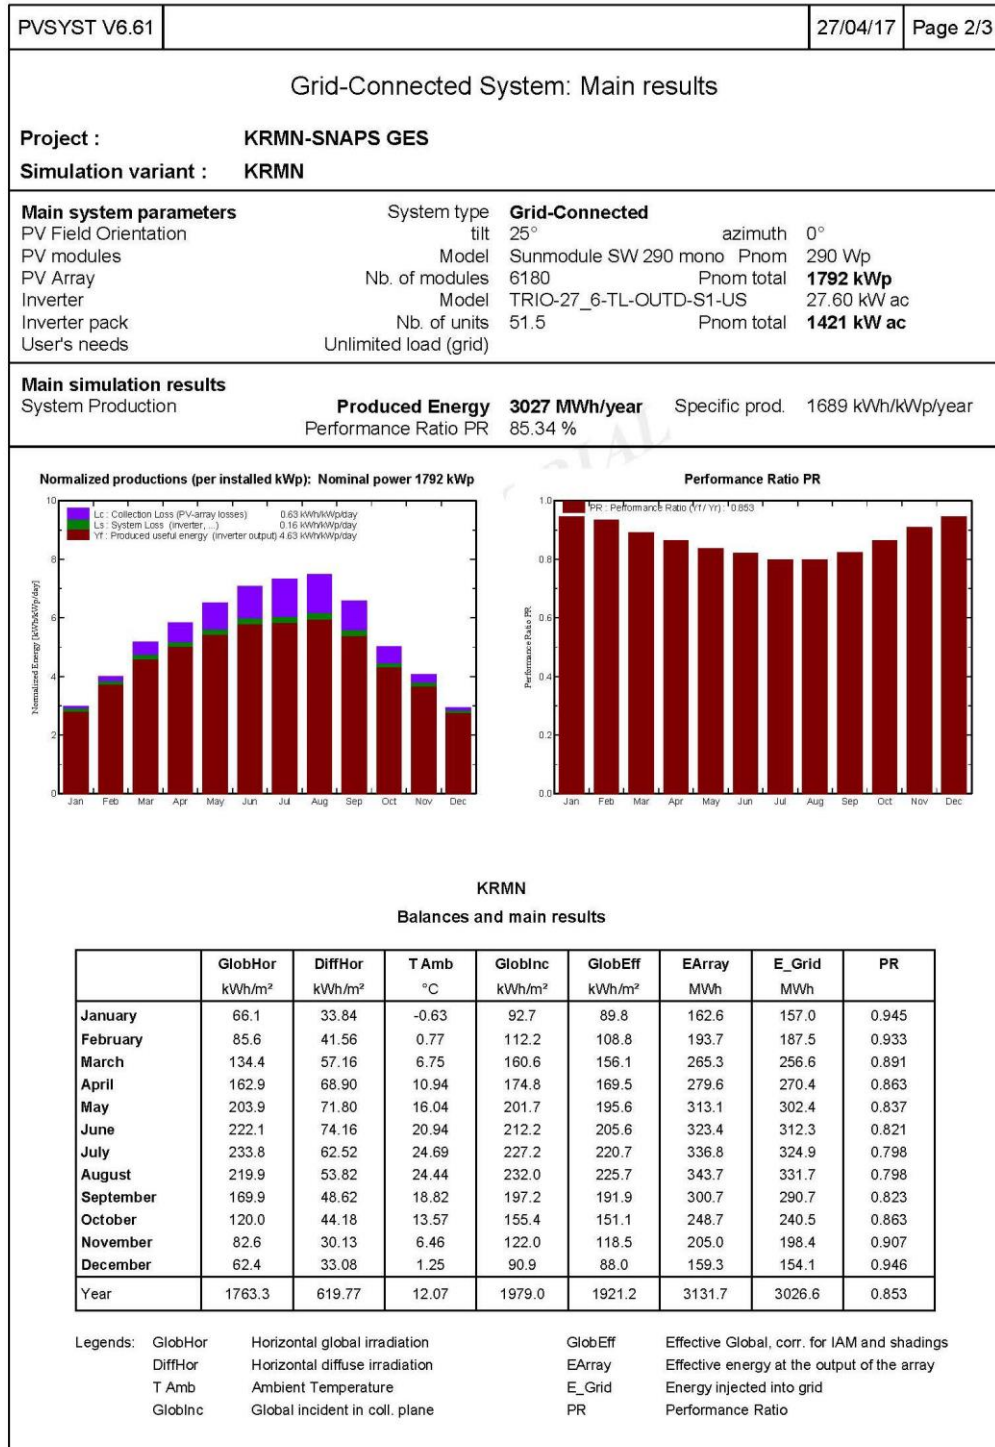 PVSYST V6.61 27/04/17 Page 2/3
Grid-Connected System: Main results
Project : KRMN-SNAPS GES
Simulation variant : KRMN
Main system parameters System type Grid-Connected
PV Field Orientation tilt 25° azimuth 0°
PV modules Model Sunmodule SW 290 mono Pnom 290 Wp
PV Array Nb. of modules 6180 Pnom total 1792 kWp
Inverter Model TRIO-27_6-TL-OUTD-S1-US 27.60 kW ac
Inverter pack Nb. of units 51.5 Pnom total 1421 kW ac
User's needs Unlimited load (grid)
Main simulation results
System Production Produced Energy 3027 MWh/year Specific prod. 1689 kWh/kWp/year
Performance Ratio PR 85.34 %
Normalized productions (per installed kWp): Nominal power 1792 kWp
Lc : Collection Loss (PV-array losses) 0.63 kWh/kWp/day
Ls : System Loss (inverter, ...) 0.16 kWh/kWp/day
Yf : Produced useful energy (inverter output) 4.63 kWh/kWp/day
Normalized Energy [kWh/kWp/day]
10
8
6
4
2
0
Jan Feb Mar Apr May Jun Jul Aug Sep Oct Nov Dec
Performance Ratio PR
PR : Performance Ratio (Yf / Yr) : 0.853
Performance Ratio PR
1.0
0.8
0.6
0.4
0.2
0.0
Jan Feb Mar Apr May Jun Jul Aug Sep Oct Nov Dec
KRMN
Balances and main results
GlobHor DiffHor T Amb GlobInc GlobEff EArray E_Grid PR
kWh/m² kWh/m² °C kWh/m² kWh/m² MWh MWh
January 66.1 33.84 -0.63 92.7 89.8 162.6 157.0 0.945
February 85.6 41.56 0.77 112.2 108.8 193.7 187.5 0.933
March 134.4 57.16 6.75 160.6 156.1 265.3 256.6 0.891
April 162.9 68.90 10.94 174.8 169.5 279.6 270.4 0.863
May 203.9 71.80 16.04 201.7 195.6 313.1 302.4 0.837
June 222.1 74.16 20.94 212.2 205.6 323.4 312.3 0.821
July 233.8 62.52 24.69 227.2 220.7 336.8 324.9 0.798
August 219.9 53.82 24.44 232.0 225.7 343.7 331.7 0.798
September 169.9 48.62 18.82 197.2 191.9 300.7 290.7 0.823
October 120.0 44.18 13.57 155.4 151.1 248.7 240.5 0.863
November 82.6 30.13 6.46 122.0 118.5 205.0 198.4 0.907
December 62.4 33.08 1.25 90.9 88.0 159.3 154.1 0.946
Year 1763.3 619.77 12.07 1979.0 1921.2 3131.7 3026.6 0.853
Legends: GlobHor Horizontal global irradiation GlobEff Effective Global, corr. for IAM and shadings
DiffHor Horizontal diffuse irradiation EArray Effective energy at the output of the array
T Amb Ambient Temperature E_Grid Energy injected into grid
GlobInc Global incident in coll. plane PR Performance Ratio